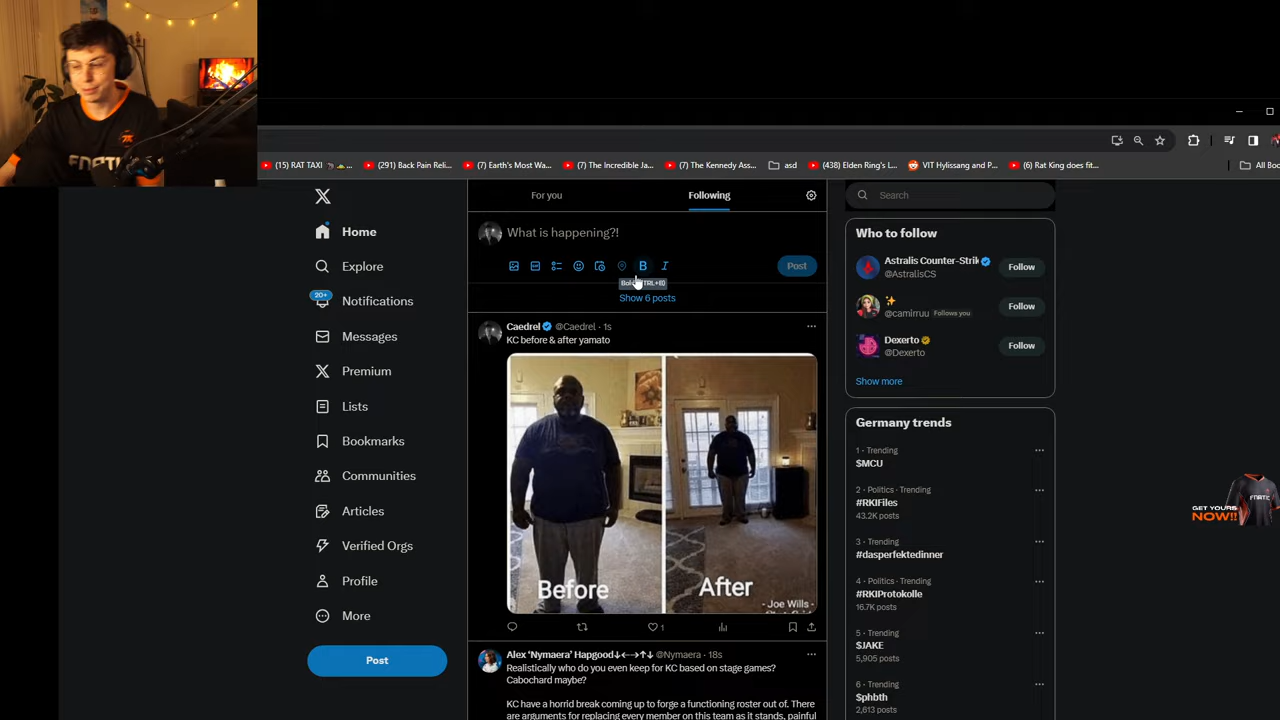 FNATIC
(15) RAT TAXI
(291) Back Pain Reli...
(7) Earth's Most Wa...
(7) The Incredible Ja...
(7) The Kennedy Ass...
asd
(438) Elden Ring's L...
VIT Hylissang and P...
(6) Rat King does fit...
All Boo
X
Home
Explore
20+
Notifications
Messages
Premium
Lists
Bookmarks
Communities
Articles
Verified Orgs
Profile
More
Post
For you
Following
What is happening?!
B
I
Post
Show 6 posts
Caedrel @Caedrel · 1s
KC before & after yamato
Before
After
- Joe Wills -
1
Alex ‘Nymaera’ Hapgood↓↙←→↑↓ @Nymaera · 18s
Realistically who do you even keep for KC based on stage games?
Cabochard maybe?
KC have a horrid break coming up to forge a functioning roster out of. There
are arguments for replacing every member on this team as it stands, painful
Search
Who to follow
Astralis Counter-Strik
@AstralisCS
Follow
@camirruu Follows you
Follow
Dexerto
@Dexerto
Follow
Show more
Germany trends
1 · Trending
$MCU
2 · Politics · Trending
#RKIFiles
43.2K posts
3 · Trending
#dasperfektedinner
4 · Politics · Trending
#RKIProtokolle
16.7K posts
5 · Trending
$JAKE
5,905 posts
6 · Trending
$phbth
2,613 posts
GET YOURS
NOW!!
FNATIC